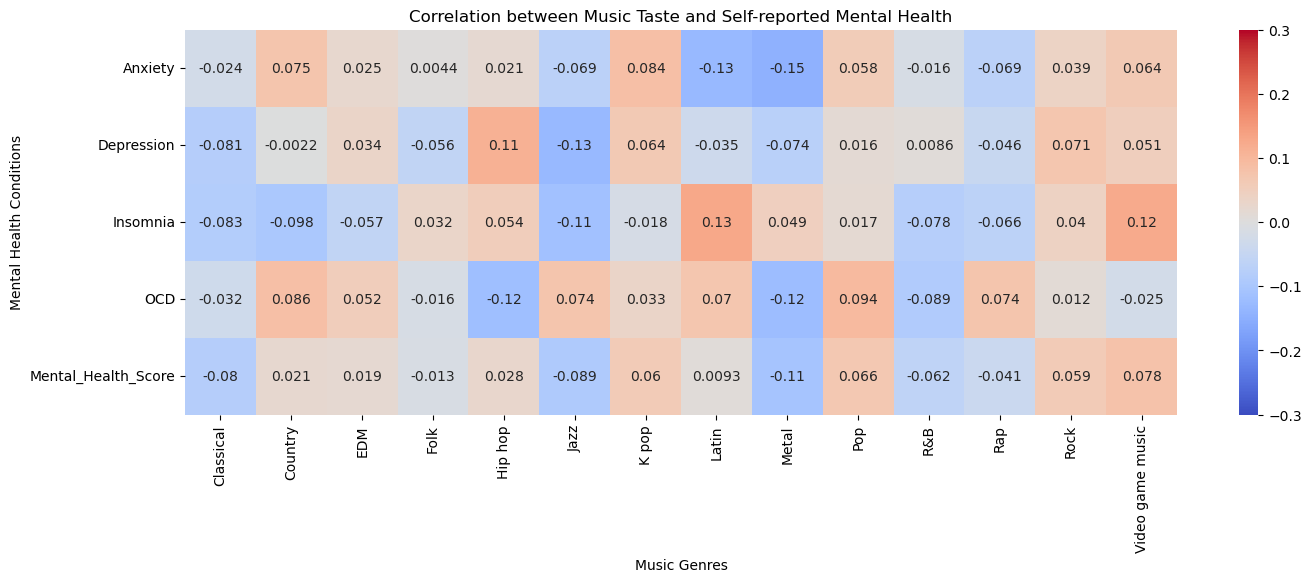 Correlation between Music Taste and Self-reported Mental Health
Mental Health Conditions
Anxiety -0.024 0.075 0.025 0.0044 0.021 -0.069 0.084 -0.13 -0.15 0.058 -0.016 -0.069 0.039 0.064
Depression -0.081 -0.0022 0.034 -0.056 0.11 -0.13 0.064 -0.035 -0.074 0.016 0.0086 -0.046 0.071 0.051
Insomnia -0.083 -0.098 -0.057 0.032 0.054 -0.11 -0.018 0.13 0.049 0.017 -0.078 -0.066 0.04 0.12
OCD -0.032 0.086 0.052 -0.016 -0.12 0.074 0.033 0.07 -0.12 0.094 -0.089 0.074 0.012 -0.025
Mental_Health_Score -0.08 0.021 0.019 -0.013 0.028 -0.089 0.06 0.0093 -0.11 0.066 -0.062 -0.041 0.059 0.078
Classical Country EDM Folk Hip hop Jazz K pop Latin Metal Pop R&B Rap Rock Video game music
Music Genres
0.3
0.2
0.1
0.0
−0.1
−0.2
−0.3